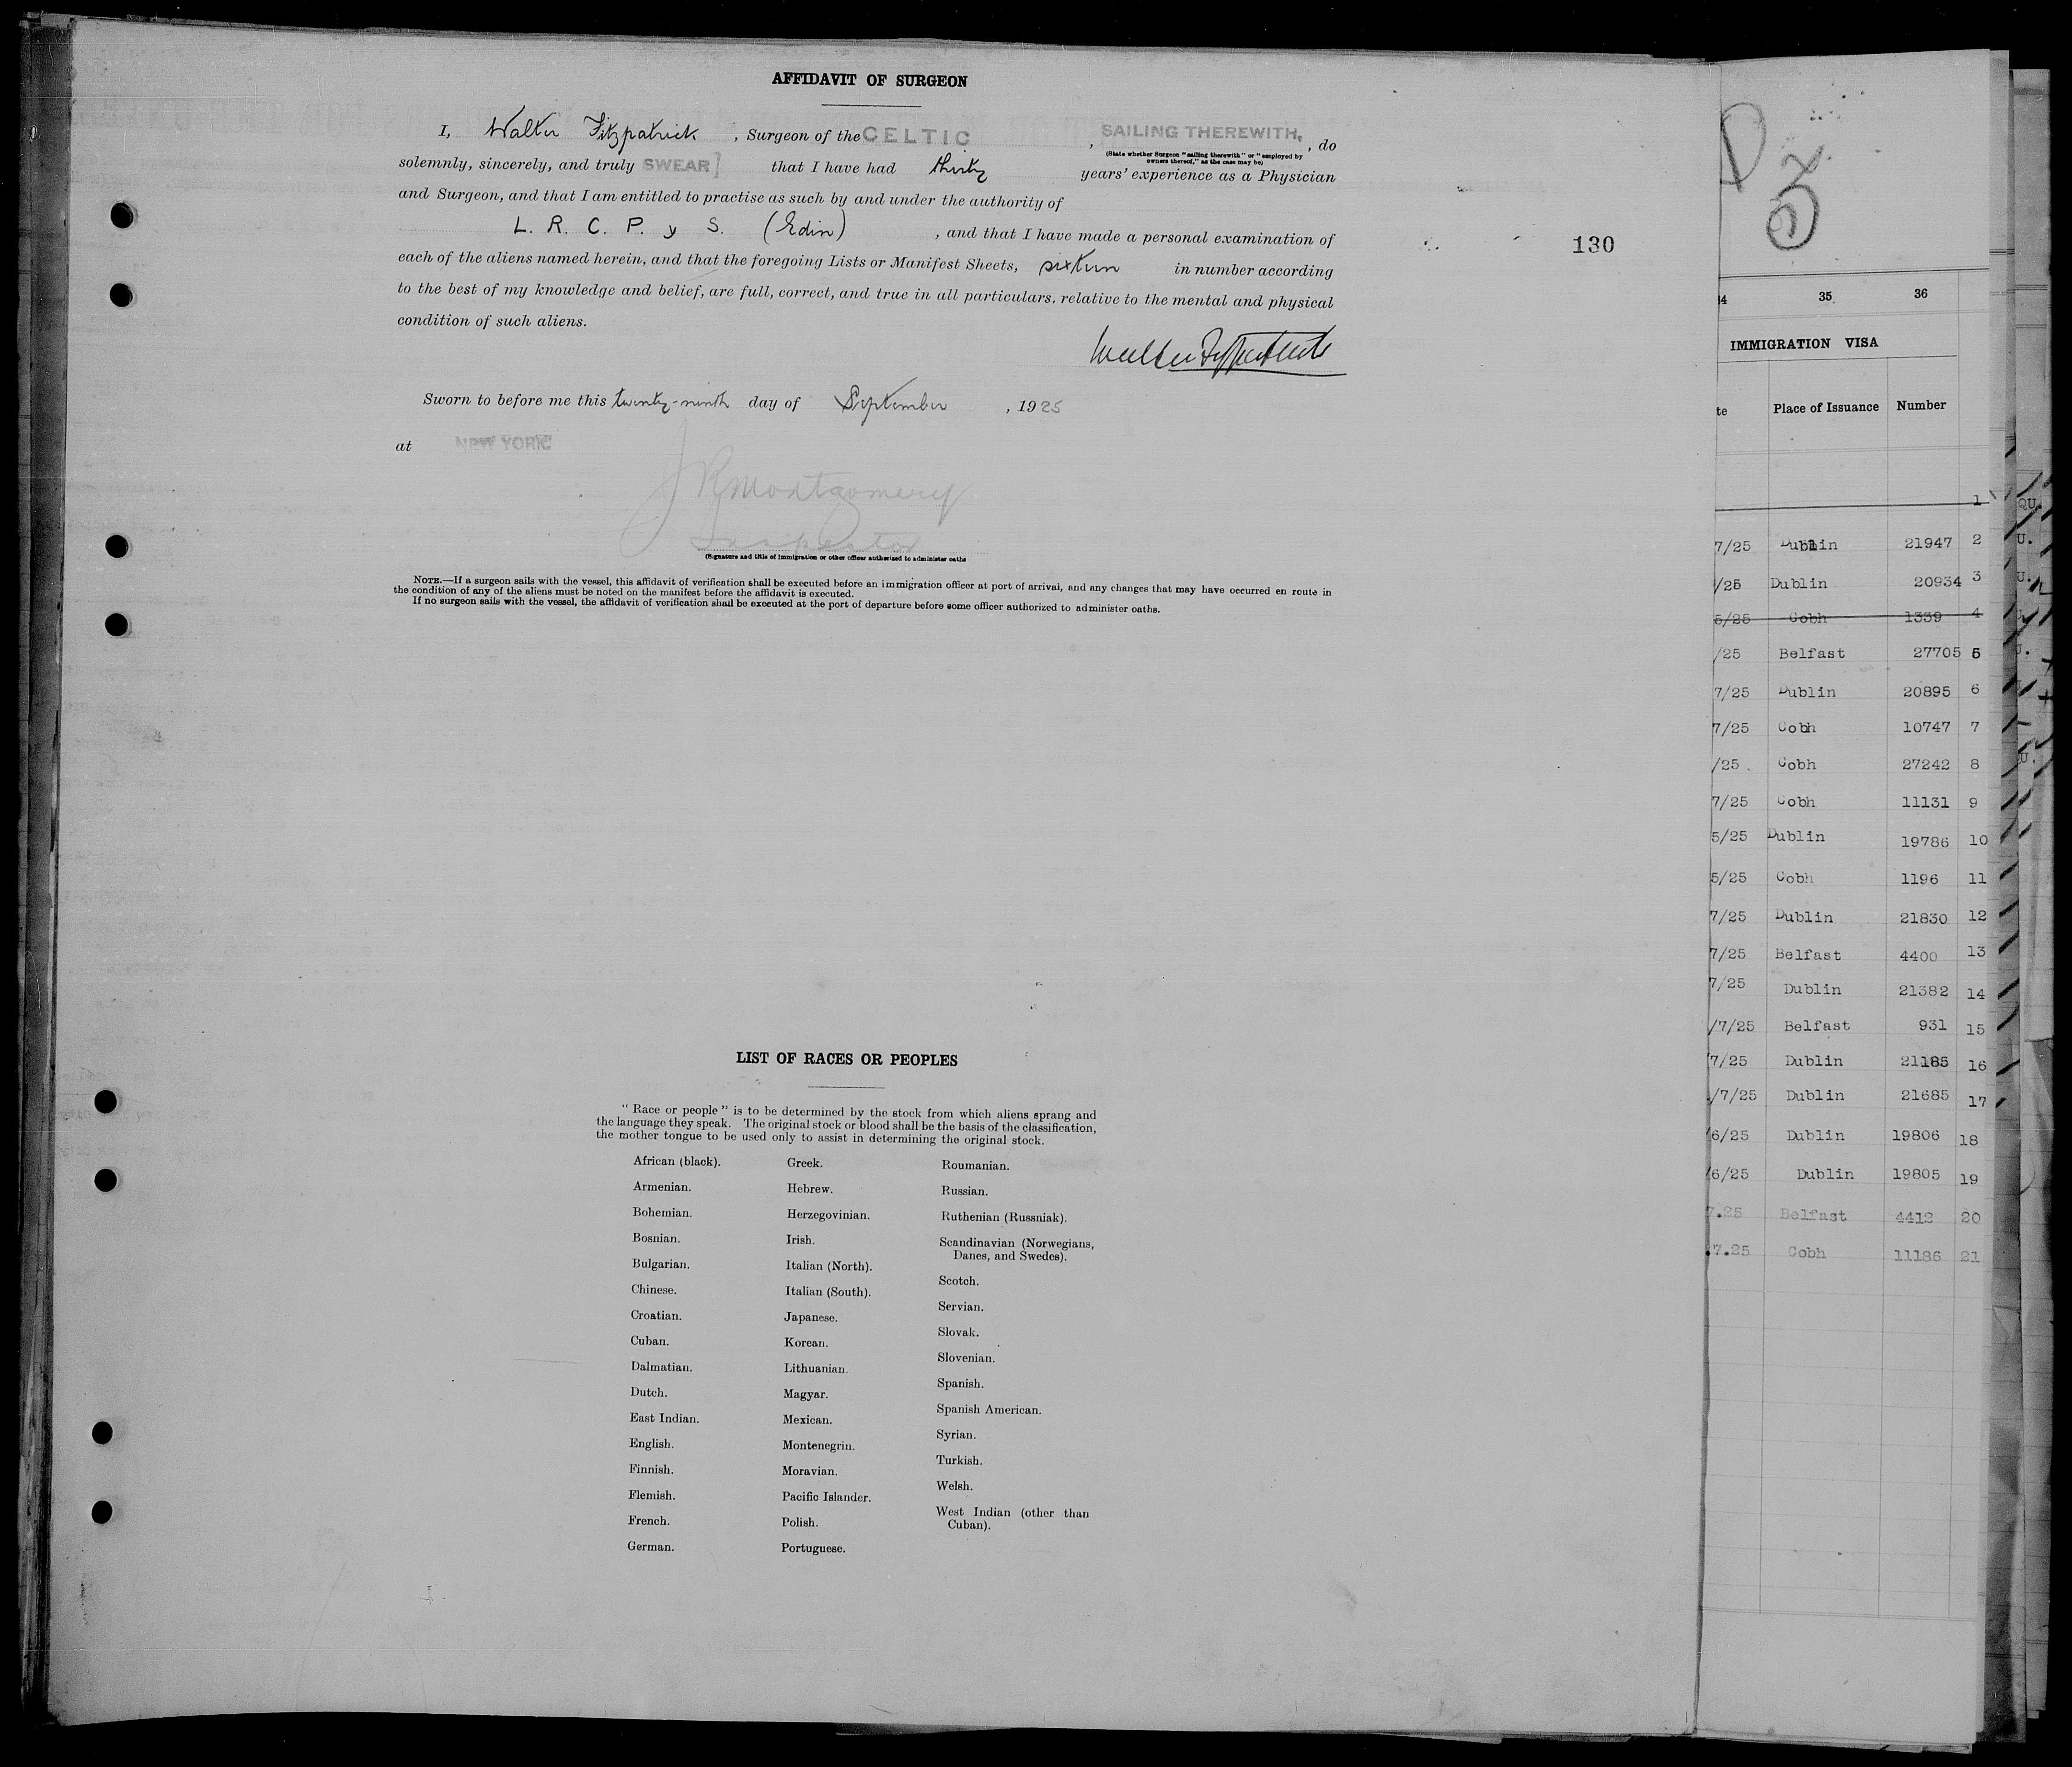 AFFIDAVIT OF SURGEON
I, Walter Fitzpatrick , Surgeon of the CELTIC , SAILING THEREWITH, , do
(State whether Surgeon "sailing therewith" or "employed by
owners thereof," as the case may be)
solemnly, sincerely, and truly SWEAR] that I have had thirty years' experience as a Physician
and Surgeon, and that I am entitled to practise as such by and under the authority of
L. R. C. P. y S. (Edin) , and that I have made a personal examination of
each of the aliens named herein, and that the foregoing Lists or Manifest Sheets, sixteen in number according
to the best of my knowledge and belief, are full, correct, and true in all particulars, relative to the mental and physical
condition of such aliens.
Walter Fitzpatrick
Sworn to before me this twenty-ninth day of September , 1925
at NEW YORK
J R Montgomery
Inspector
(Signature and title of immigration or other officer authorised to administer oaths
NOTE.—If a surgeon sails with the vessel, this affidavit of verification shall be executed before an immigration officer at port of arrival, and any changes that may have occurred en route in
the condition of any of the aliens must be noted on the manifest before the affidavit is executed.
If no surgeon sails with the vessel, the affidavit of verification shall be executed at the port of departure before some officer authorized to administer oaths.
130
LIST OF RACES OR PEOPLES
"Race or people" is to be determined by the stock from which aliens sprang and
the language they speak. The original stock or blood shall be the basis of the classification,
the mother tongue to be used only to assist in determining the original stock.
African (black).
Armenian.
Bohemian.
Bosnian.
Bulgarian.
Chinese.
Croatian.
Cuban.
Dalmatian.
Dutch.
East Indian.
English.
Finnish.
Flemish.
French.
German.
Greek.
Hebrew.
Herzegovinian.
Irish.
Italian (North).
Italian (South).
Japanese.
Korean.
Lithuanian.
Magyar.
Mexican.
Montenegrin.
Moravian.
Pacific Islander.
Polish.
Portuguese.
Roumanian.
Russian.
Ruthenian (Russniak).
Scandinavian (Norwegians,
Danes, and Swedes).
Scotch.
Servian.
Slovak.
Slovenian.
Spanish.
Spanish American.
Syrian.
Turkish.
Welsh.
West Indian (other than
Cuban).
3
34 35 36
IMMIGRATION VISA
te Place of Issuance Number
1
7/25 Dublin 21947 2
/25 Dublin 20934 3
5/25 Cobh 1339 4
/25 Belfast 27705 5
7/25 Dublin 20895 6
7/25 Cobh 10747 7
/25 Cobh 27242 8
7/25 Cobh 11131 9
5/25 Dublin 19786 10
5/25 Cobh 1196 11
7/25 Dublin 21830 12
7/25 Belfast 4400 13
7/25 Dublin 21382 14
/7/25 Belfast 931 15
7/25 Dublin 21185 16
/7/25 Dublin 21685 17
6/25 Dublin 19806 18
6/25 Dublin 19805 19
7.25 Belfast 4412 20
.7.25 Cobh 11186 21